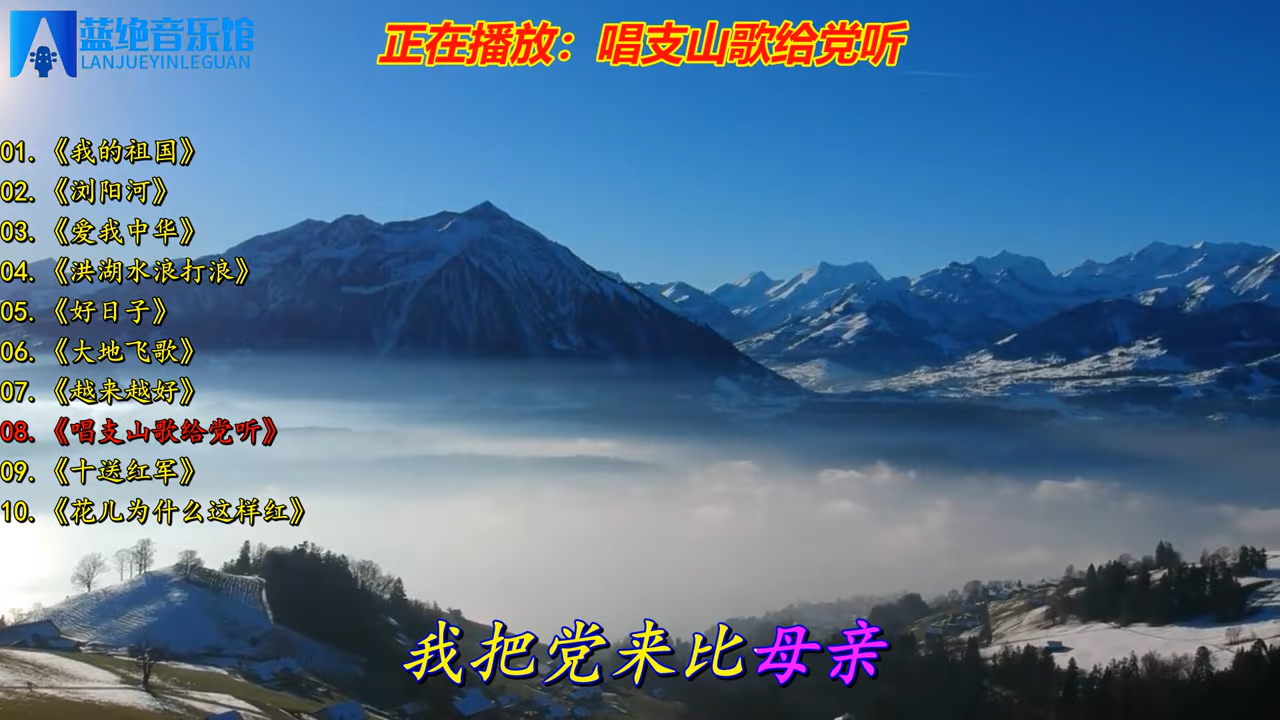 蓝绝音乐馆
LANJUEYINLEGUAN
正在播放：唱支山歌给党听
01.《我的祖国》
02.《浏阳河》
03.《爱我中华》
04.《洪湖水浪打浪》
05.《好日子》
06.《大地飞歌》
07.《越来越好》
08.《唱支山歌给党听》
09.《十送红军》
10.《花儿为什么这样红》
我把党来比母亲